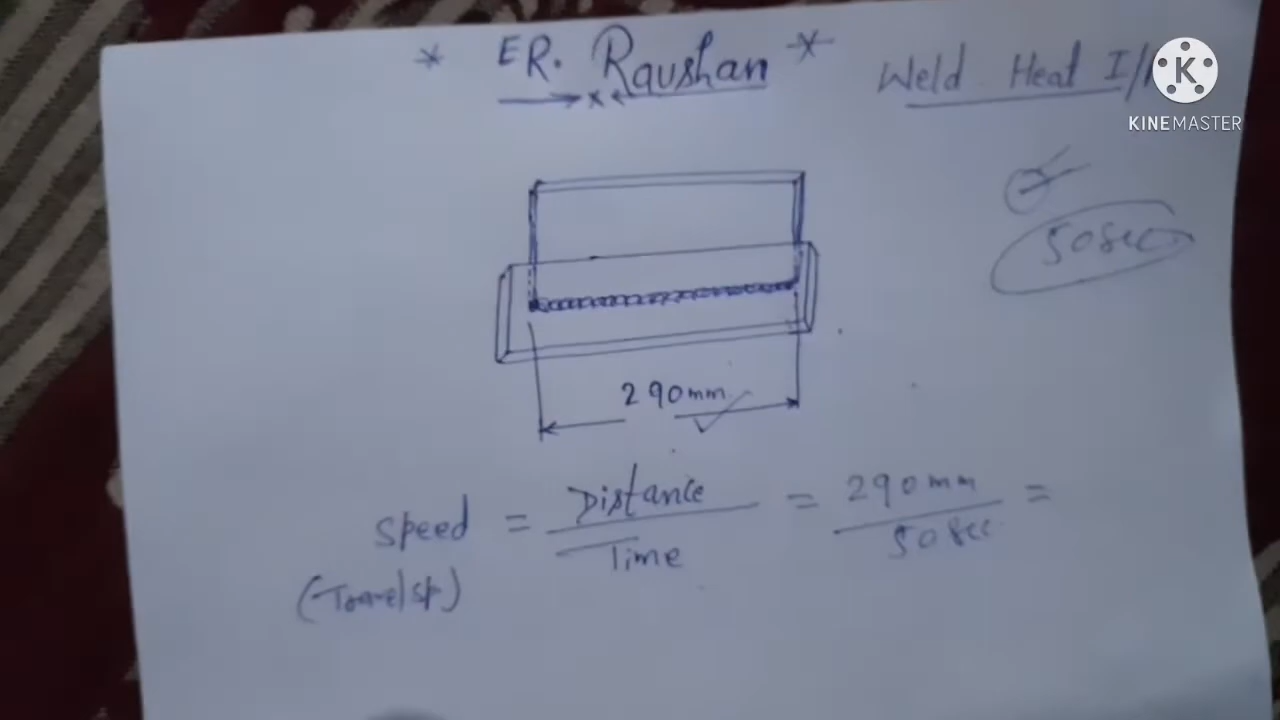 * ER. Raushan *
Weld Heat I/
KINEMASTER
50sec
290mm
Speed = Distance / Time = 290mm / 50sec =
(Travel sp.)